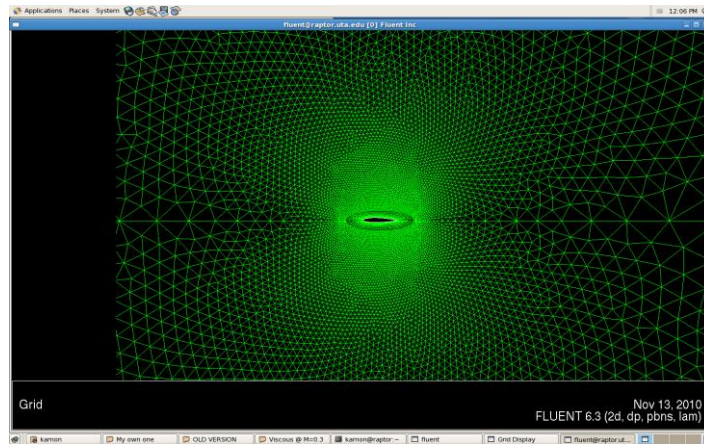 Applications Places System 12:06 PM
fluent@raptor.uta.edu [0] Fluent Inc
Grid
Nov 13, 2010
FLUENT 6.3 (2d, dp, pbns, lam)
kamon My own one OLD VERSION Viscous @ M=0.3 kamon@raptor:~ fluent Grid Display fluent@raptor.ut...